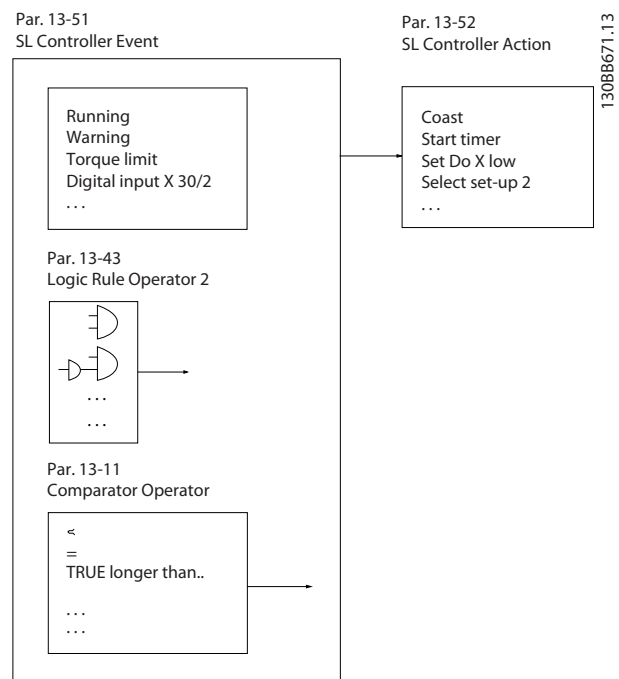 Par. 13-51
SL Controller Event
Par. 13-52
SL Controller Action
130BB671.13
Running
Warning
Torque limit
Digital input X 30/2
. . .
Coast
Start timer
Set Do X low
Select set-up 2
. . .
Par. 13-43
Logic Rule Operator 2
. . .
. . .
Par. 13-11
Comparator Operator
<
=
TRUE longer than..
. . .
. . .